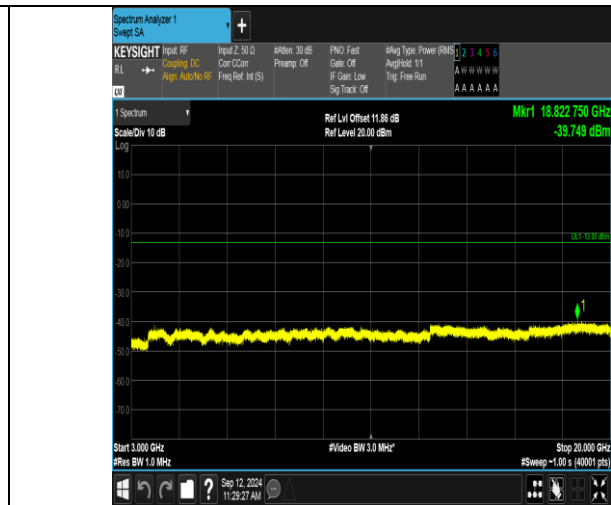 Spectrum Analyzer 1
Swept SA
+
KEYSIGHT
RL
LXI
Input: RF
Coupling: DC
Align: Auto/No RF
Input Z: 50 Ω
Corr CCorr
Freq Ref: Int (S)
#Atten: 30 dB
Preamp: Off
PNO: Fast
Gate: Off
IF Gain: Low
Sig Track: Off
#Avg Type: Power (RMS
Avg|Hold: 1/1
Trig: Free Run
1 2 3 4 5 6
A W W W W W
A A A A A A
1 Spectrum
Scale/Div 10 dB
Log
Ref Lvl Offset 11.86 dB
Ref Level 20.00 dBm
Mkr1 18.822 750 GHz
-39.749 dBm
10.0
0.00
-10.0
DL1 -13.00 dBm
-20.0
-30.0
1
-40.0
-50.0
-60.0
-70.0
Start 3.000 GHz
#Res BW 1.0 MHz
#Video BW 3.0 MHz*
Stop 20.000 GHz
#Sweep ~1.00 s (40001 pts)
?
Sep 12, 2024
11:29:27 AM